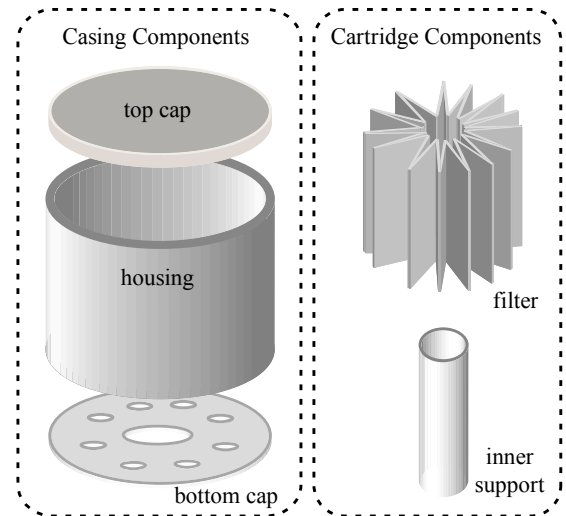 Casing Components
top cap
housing
bottom cap
Cartridge Components
filter
inner
support